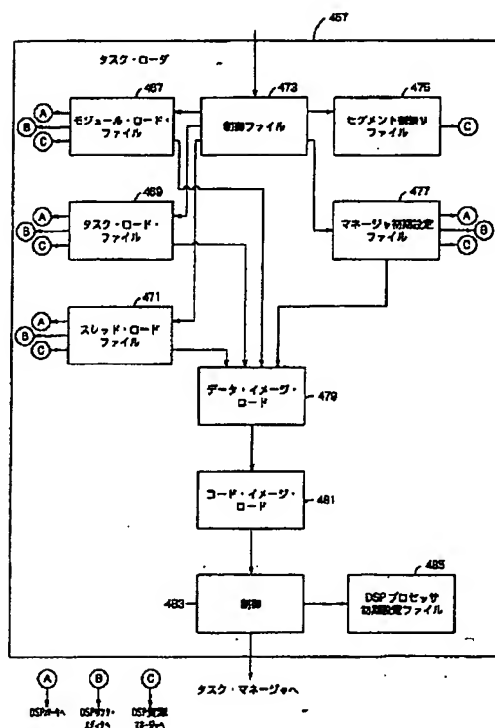 457
タスク・ローダ
467
473
475
A
B
C
モジュール・ロード・
ファイル
制御ファイル
セグメント制御り
ファイル
C
469
477
A
B
C
タスク・ロード・
ファイル
マネージャ初期設定
ファイル
A
B
C
471
A
B
C
スレッド・ロード
ファイル
データ・イメージ・
ロード
479
コード・イメージ・
ロード
481
485
483
制御
DSPプロセッサ
初期設定ファイル
タスク・マネージャへ
A
B
C